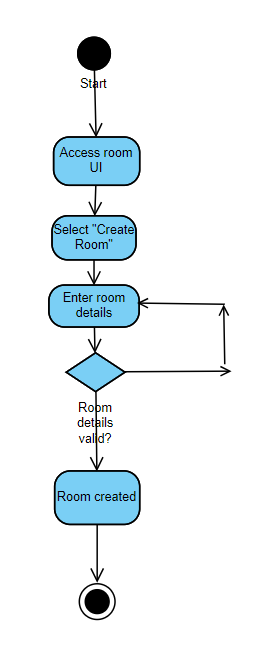 Start
Access room
UI
Select "Create
Room"
Enter room
details
Room
details
valid?
Room created